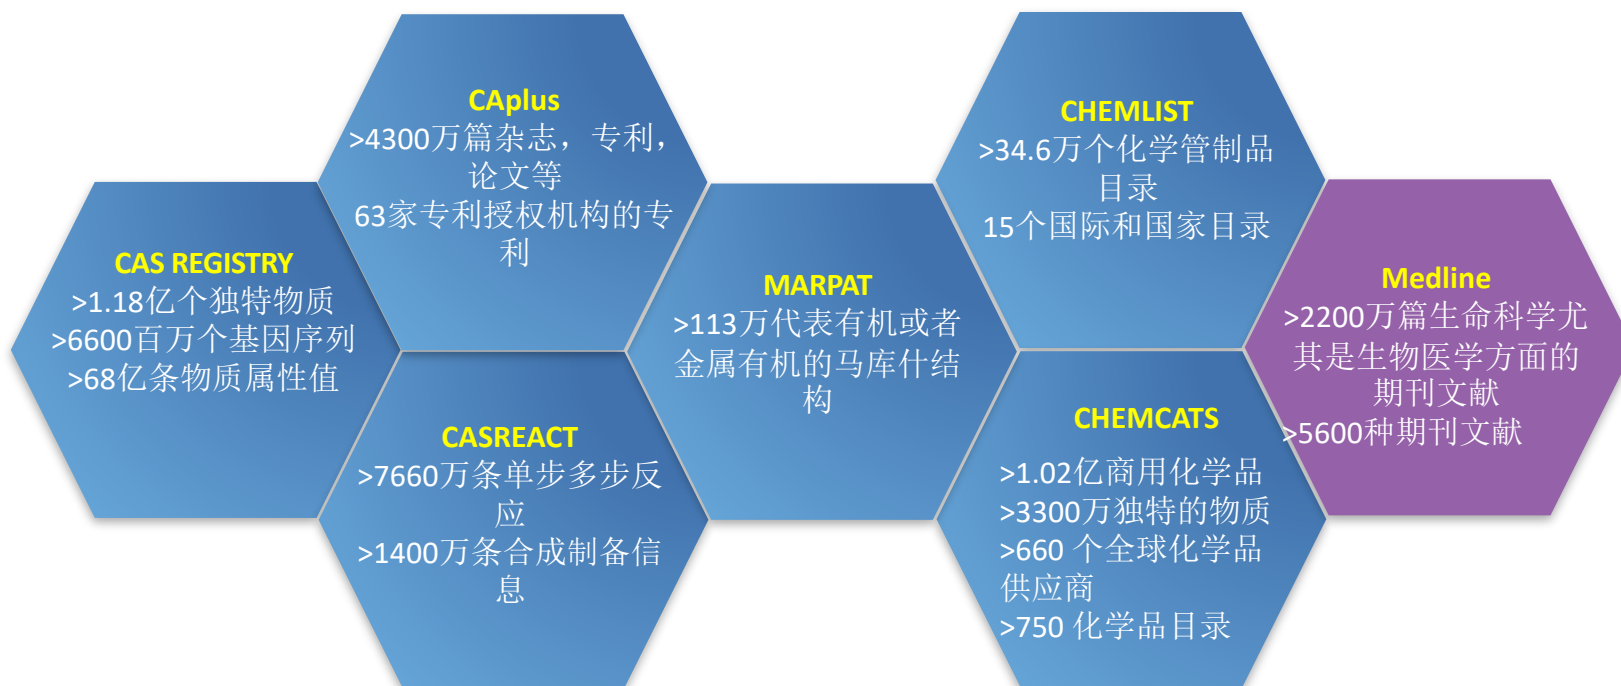 CAS REGISTRY
>1.18亿个独特物质
>6600百万个基因序列
>68亿条物质属性值
CAplus
>4300万篇杂志，专利，
论文等
63家专利授权机构的专
利
CASREACT
>7660万条单步多步反
应
>1400万条合成制备信
息
MARPAT
>113万代表有机或者
金属有机的马库什结
构
CHEMLIST
>34.6万个化学管制品
目录
15个国际和国家目录
CHEMCATS
>1.02亿商用化学品
>3300万独特的物质
>660 个全球化学品
供应商
>750 化学品目录
Medline
>2200万篇生命科学尤
其是生物医学方面的
期刊文献
>5600种期刊文献